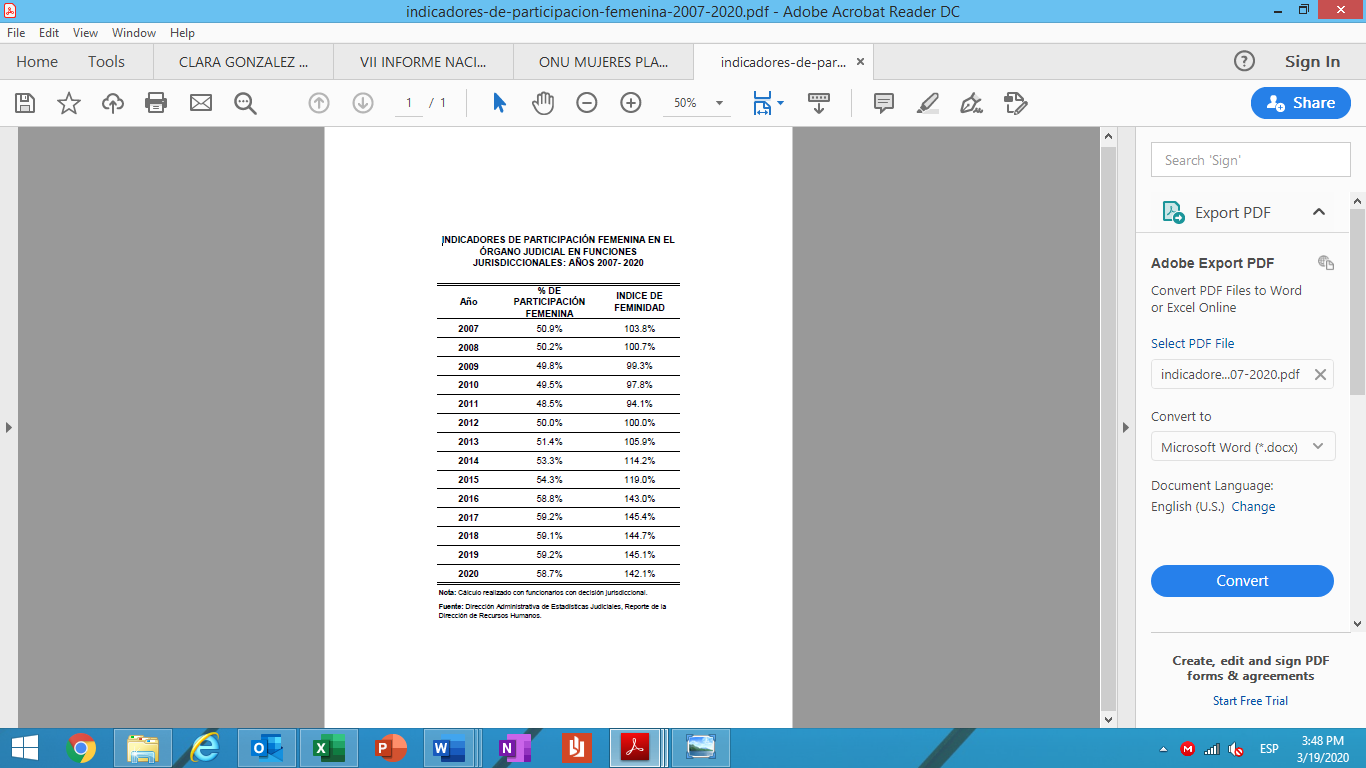 indicadores-de-participacion-femenina-2007-2020.pdf - Adobe Acrobat Reader DC
File Edit View Window Help
Home Tools CLARA GONZALEZ ... VII INFORME NACI... ONU MUJERES PLA... indicadores-de-par... × Sign In
1 / 1 50% Share
Search 'Sign'
Export PDF
Adobe Export PDF
Convert PDF Files to Word
or Excel Online
Select PDF File
indicadore...07-2020.pdf
Convert to
Microsoft Word (*.docx)
Document Language:
English (U.S.) Change
Convert
Create, edit and sign PDF
forms & agreements
Start Free Trial
INDICADORES DE PARTICIPACIÓN FEMENINA EN EL
ÓRGANO JUDICIAL EN FUNCIONES
JURISDICCIONALES: AÑOS 2007- 2020
Año % DE PARTICIPACIÓN FEMENINA INDICE DE FEMINIDAD
2007 50.9% 103.8%
2008 50.2% 100.7%
2009 49.8% 99.3%
2010 49.5% 97.8%
2011 48.5% 94.1%
2012 50.0% 100.0%
2013 51.4% 105.9%
2014 53.3% 114.2%
2015 54.3% 119.0%
2016 58.8% 143.0%
2017 59.2% 145.4%
2018 59.1% 144.7%
2019 59.2% 145.1%
2020 58.7% 142.1%
Nota: Cálculo realizado con funcionarios con decisión jurisdiccional.
Fuente: Dirección Administrativa de Estadísticas Judiciales, Reporte de la
Dirección de Recursos Humanos.
ESP
3:48 PM
3/19/2020